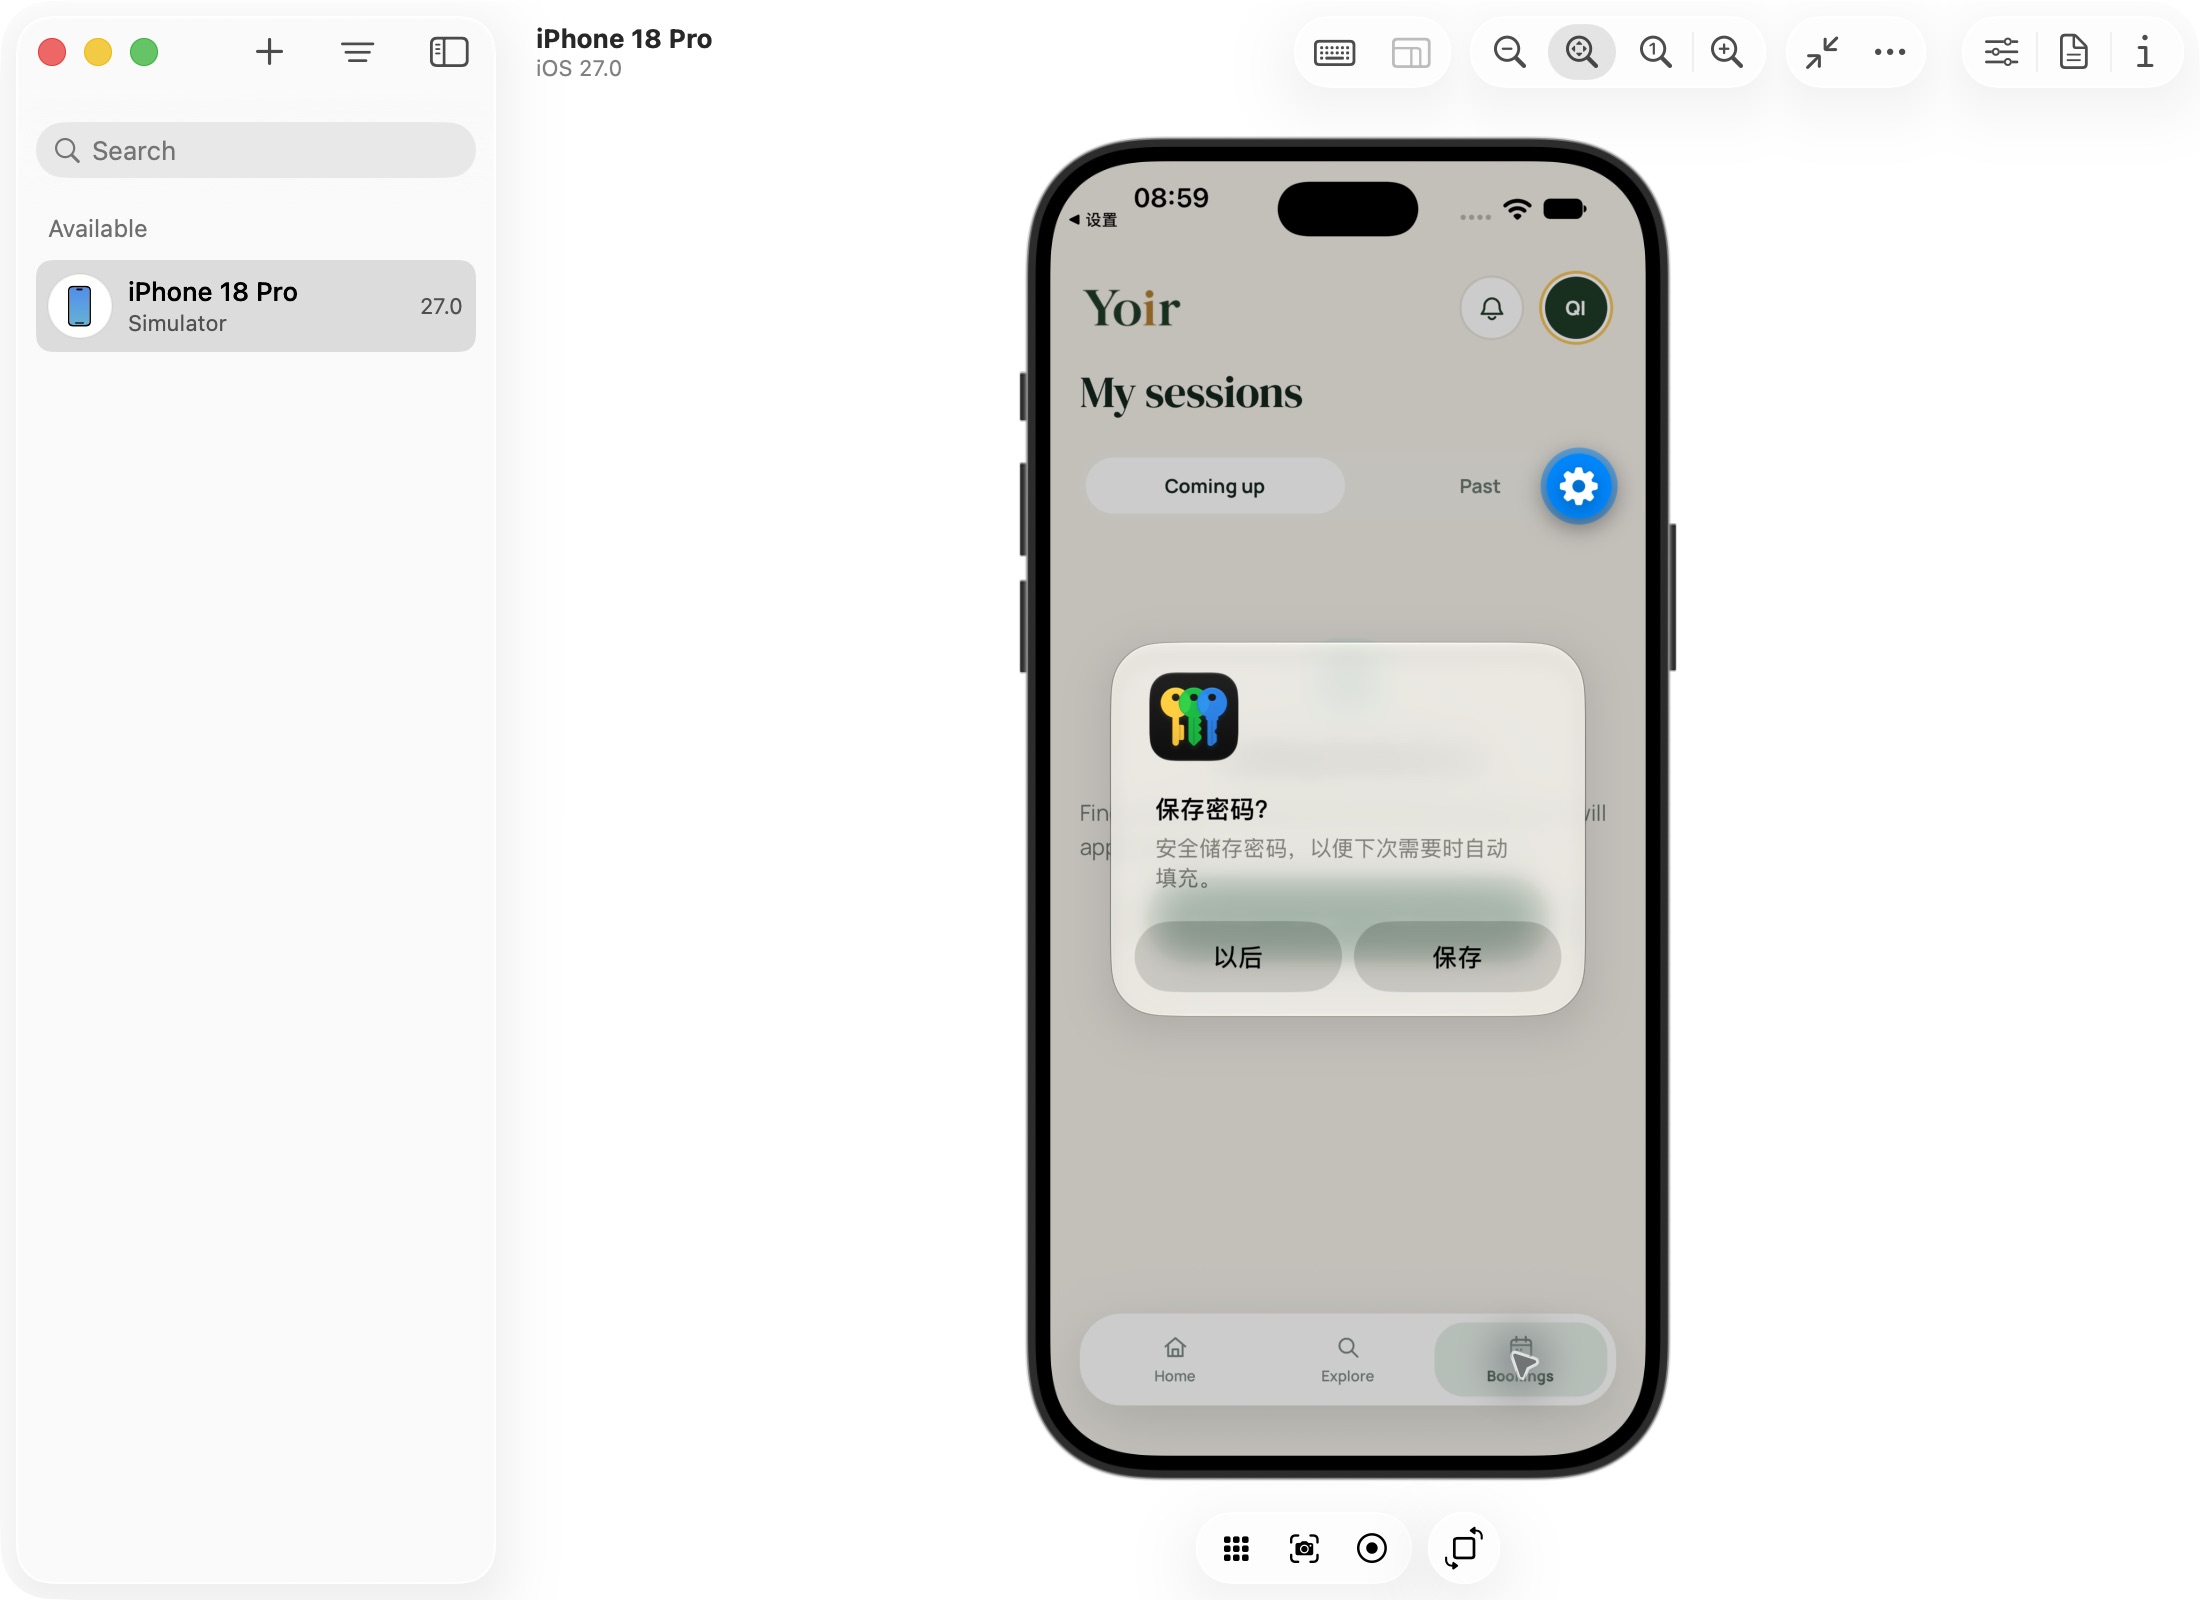 iPhone 18 Pro
iOS 27.0
Search
Available
iPhone 18 Pro
Simulator
27.0
08:59
设置
Yoir
QI
My sessions
Coming up
Past
保存密码?
安全储存密码，以便下次需要时自动
填充。
以后
保存
Home
Explore
Bookings